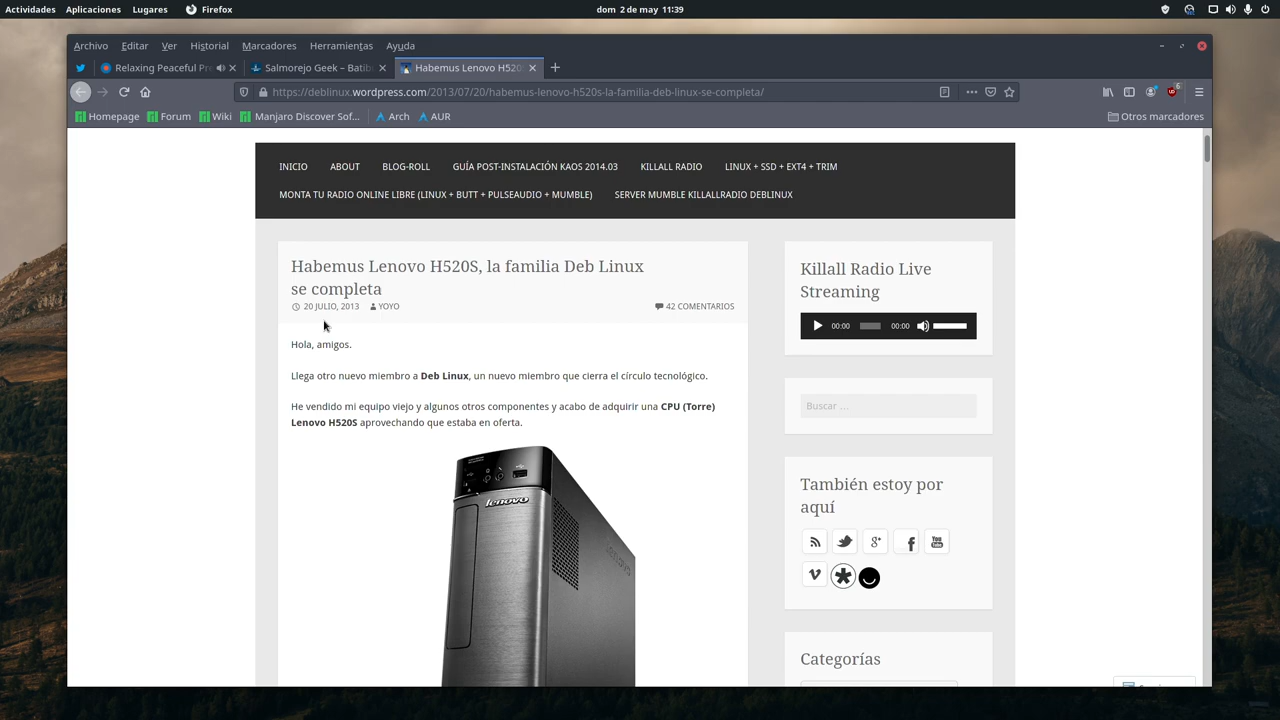 Actividades Aplicaciones Lugares Firefox dom 2 de may 11:39
Archivo Editar Ver Historial Marcadores Herramientas Ayuda
Relaxing Peaceful Salmorejo Geek – Habemus Lenovo H520
https://deblinux.wordpress.com/2013/07/20/habemus-lenovo-h520s-la-familia-deb-linux-se-completa/ 6
Homepage Forum Wiki Manjaro Discover Sof... Arch AUR Otros marcadores
INICIO ABOUT BLOG-ROLL GUÍA POST-INSTALACIÓN KAOS 2014.03 KILLALL RADIO LINUX + SSD + EXT4 + TRIM
MONTA TU RADIO ONLINE LIBRE (LINUX + BUTT + PULSEAUDIO + MUMBLE) SERVER MUMBLE KILLALLRADIO DEBLINUX
Habemus Lenovo H520S, la familia Deb Linux
se completa
20 JULIO, 2013 YOYO 42 COMENTARIOS
Hola, amigos.
Llega otro nuevo miembro a Deb Linux, un nuevo miembro que cierra el círculo tecnológico.
He vendido mi equipo viejo y algunos otros componentes y acabo de adquirir una CPU (Torre)
Lenovo H520S aprovechando que estaba en oferta.
lenovo
LENOVO
Killall Radio Live
Streaming
00:00 00:00
Buscar ...
También estoy por
aquí
g+ f You Tube
Categorías